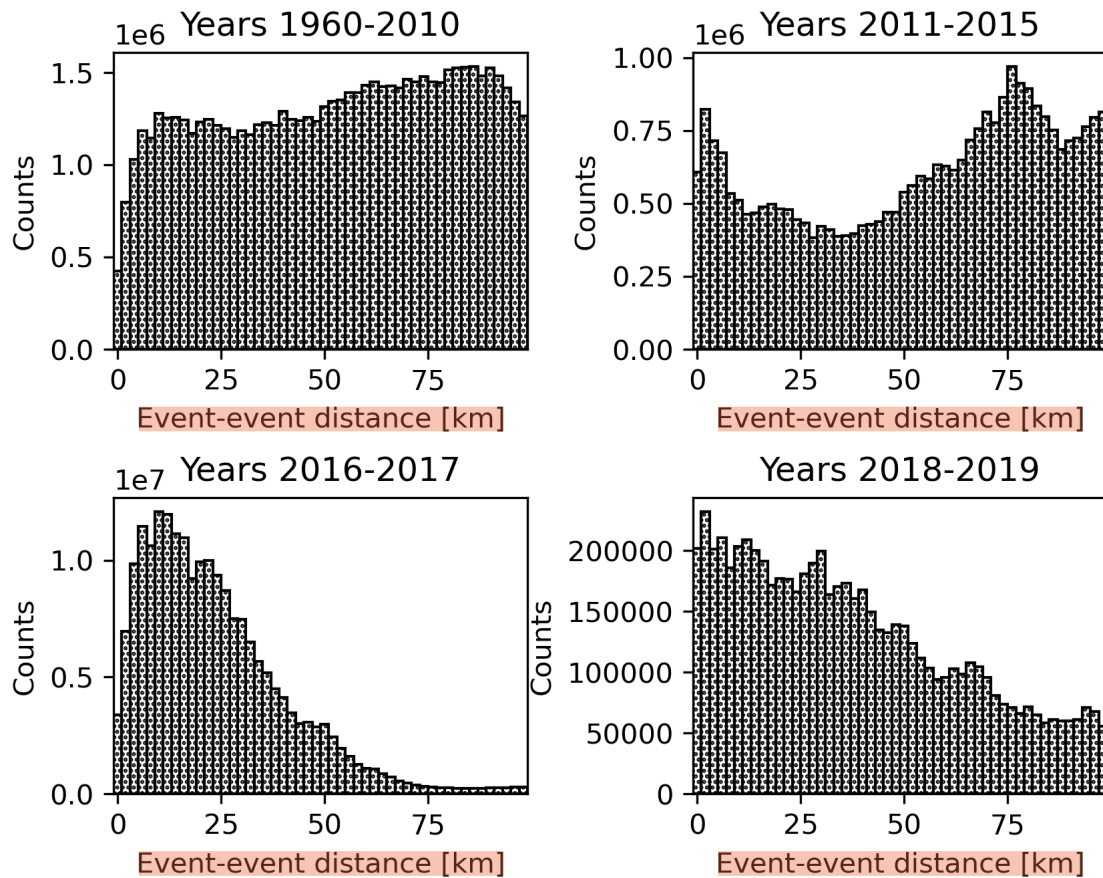 Years 1960-2010
1e6
1.5
1.0
0.5
0.0
Counts
0 25 50 75
Event-event distance [km]
Years 2011-2015
1e6
1.00
0.75
0.50
0.25
0.00
Counts
0 25 50 75
Event-event distance [km]
Years 2016-2017
1e7
1.0
0.5
0.0
Counts
0 25 50 75
Event-event distance [km]
Years 2018-2019
200000
150000
100000
50000
0
Counts
0 25 50 75
Event-event distance [km]